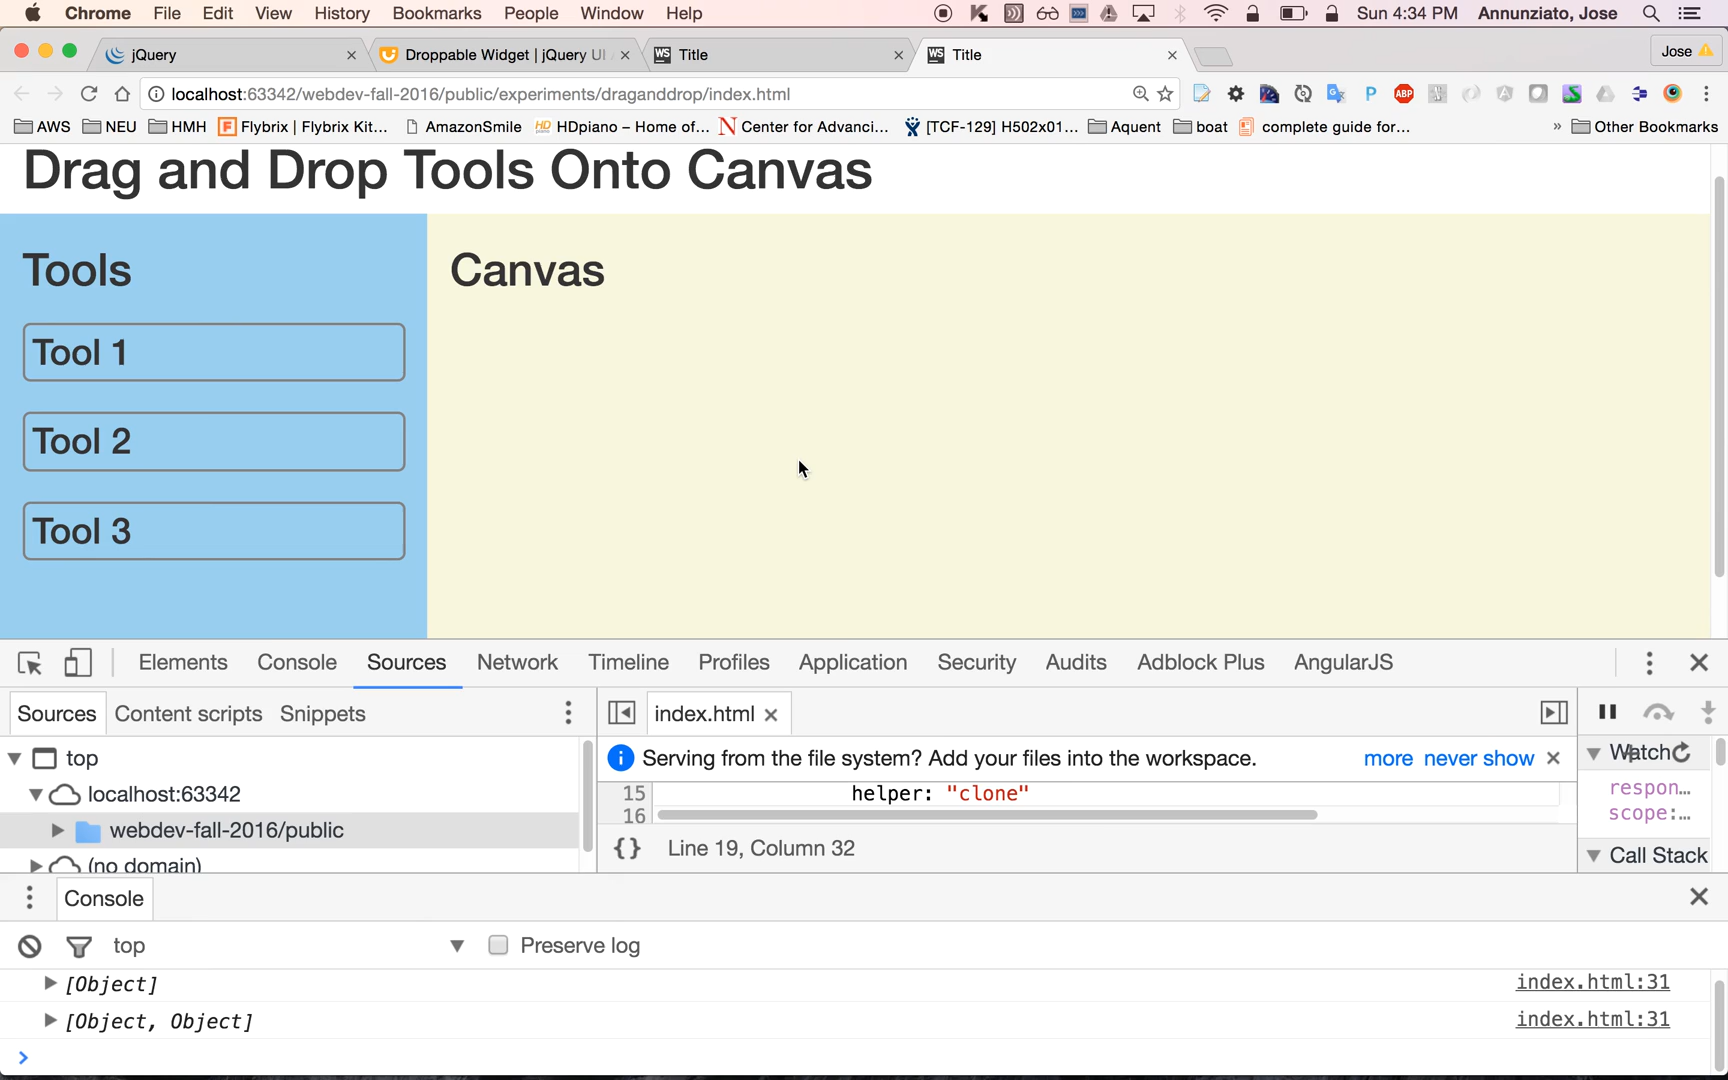 Chrome File Edit View History Bookmarks People Window Help Sun 4:34 PM Annunziato, Jose
jQuery Droppable Widget | jQuery UI Title Title Jose
localhost:63342/webdev-fall-2016/public/experiments/draganddrop/index.html
AWS NEU HMH Flybrix | Flybrix Kit... AmazonSmile HDpiano – Home of... Center for Advanci... [TCF-129] H502x01... Aquent boat complete guide for... » Other Bookmarks
Drag and Drop Tools Onto Canvas
Tools
Canvas
Tool 1
Tool 2
Tool 3
Elements Console Sources Network Timeline Profiles Application Security Audits Adblock Plus AngularJS
Sources Content scripts Snippets index.html
top
Serving from the file system? Add your files into the workspace. more never show
Watch
localhost:63342
15 helper: "clone"
respon...
16
scope:...
webdev-fall-2016/public
{} Line 19, Column 32
Call Stack
(no domain)
Console
top Preserve log
[Object] index.html:31
[Object, Object] index.html:31